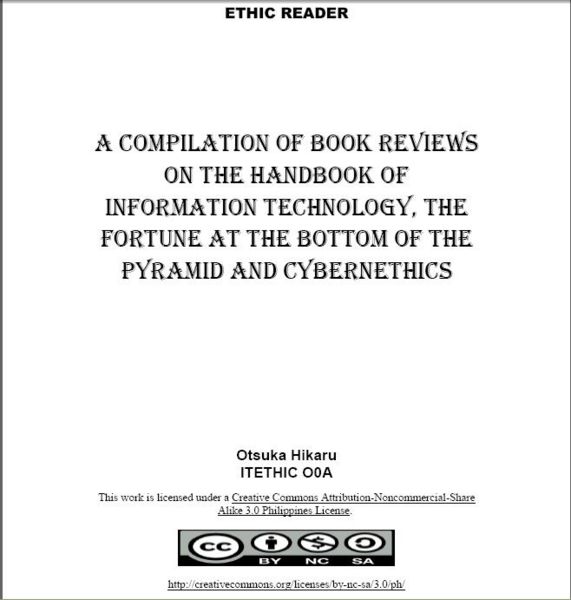 ETHIC READER
A COMPILATION OF BOOK REVIEWS
ON THE HANDBOOK OF
INFORMATION TECHNOLOGY, THE
FORTUNE AT THE BOTTOM OF THE
PYRAMID AND CYBERNETHICS
Otsuka Hikaru
ITETHIC O0A
This work is licensed under a Creative Commons Attribution-Noncommercial-Share
Alike 3.0 Philippines License.
cc BY NC SA
http://creativecommons.org/licenses/by-nc-sa/3.0/ph/